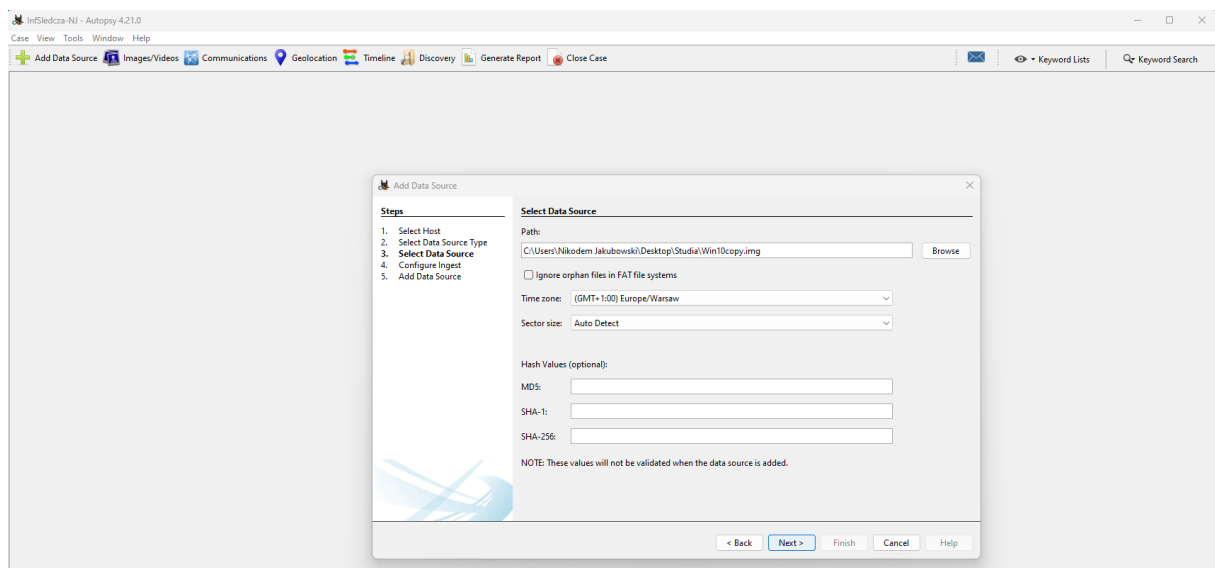 InfSledcza-NJ - Autopsy 4.21.0
Case View Tools Window Help
Add Data Source Images/Videos Communications Geolocation Timeline Discovery Generate Report Close Case Keyword Lists Keyword Search
Add Data Source
Steps
1. Select Host
2. Select Data Source Type
3. Select Data Source
4. Configure Ingest
5. Add Data Source
Select Data Source
Path:
C:\Users\Nikodem Jakubowski\Desktop\Studia\Win10copy.img Browse
Ignore orphan files in FAT file systems
Time zone: (GMT+1:00) Europe/Warsaw
Sector size: Auto Detect
Hash Values (optional):
MD5:
SHA-1:
SHA-256:
NOTE: These values will not be validated when the data source is added.
< Back Next > Finish Cancel Help